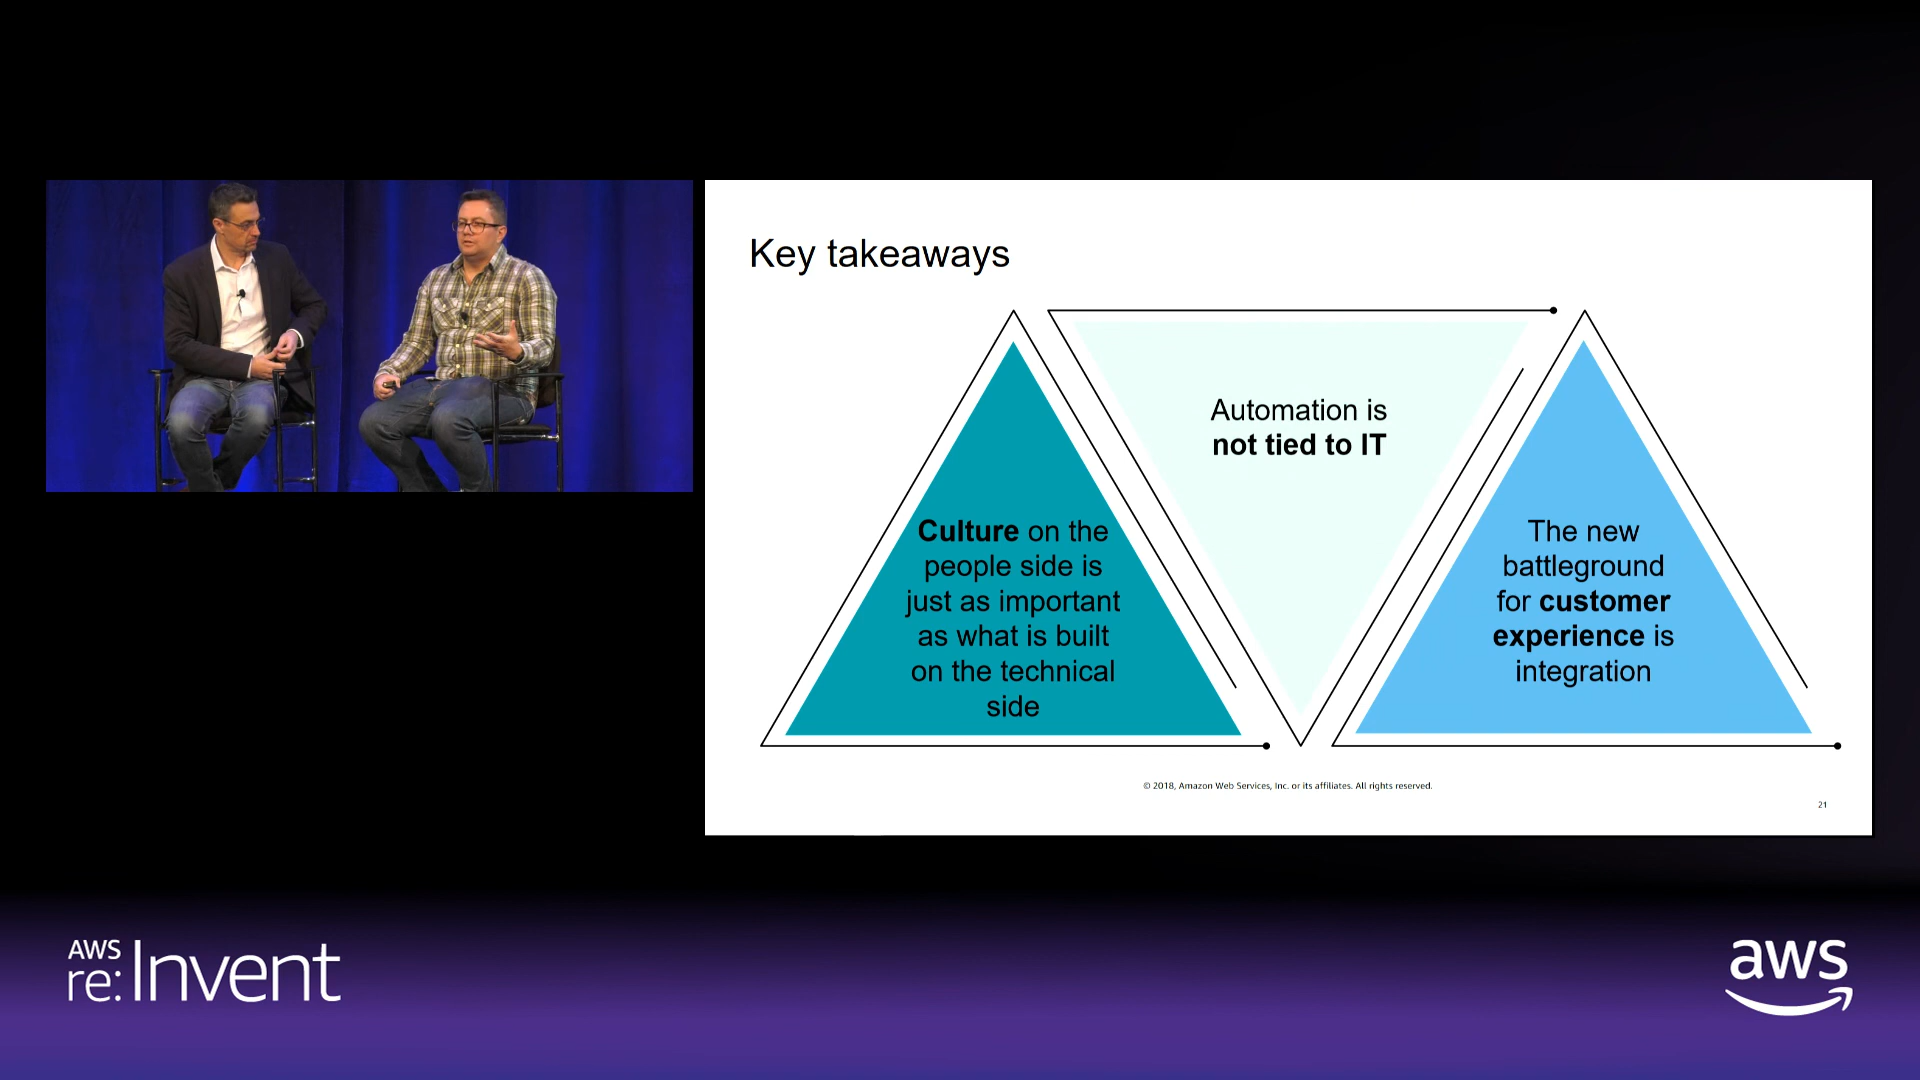 Key takeaways
Culture on the
people side is
just as important
as what is built
on the technical
side
Automation is
not tied to IT
The new
battleground
for customer
experience is
integration
© 2018, Amazon Web Services, Inc. or its affiliates. All rights reserved.
21
AWS
re:Invent
aws